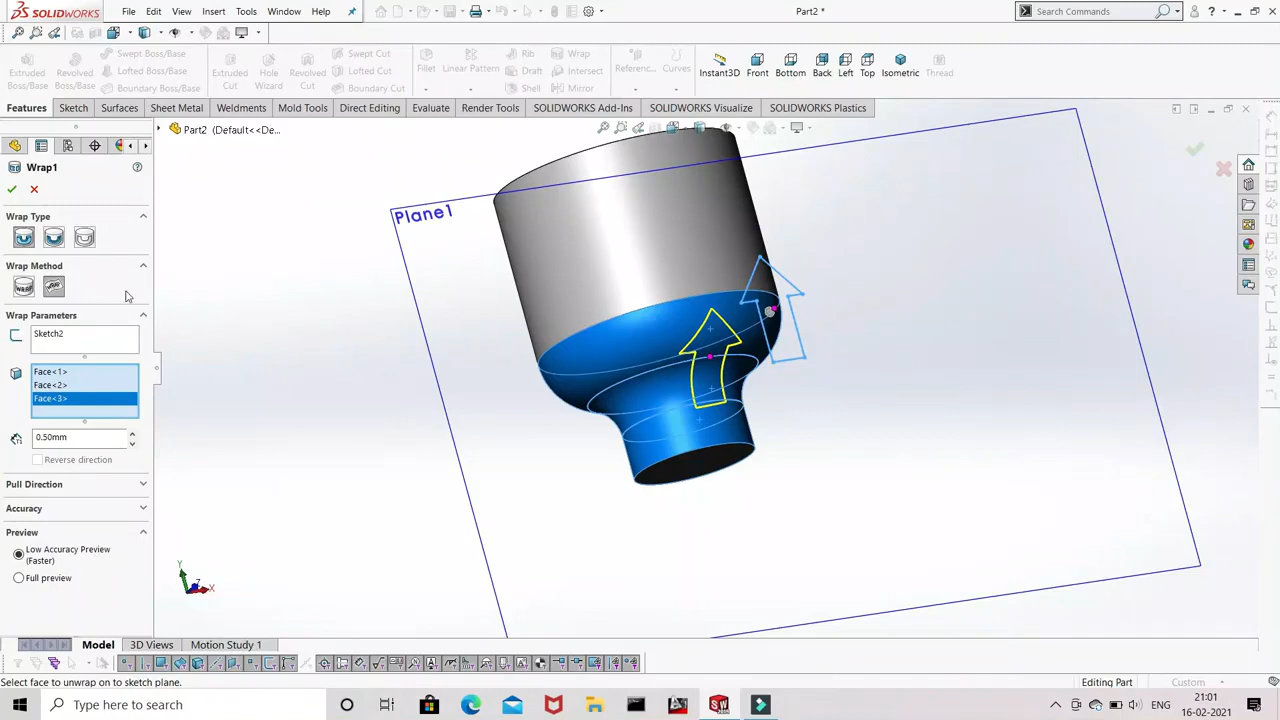 SOLIDWORKS
File
Edit
View
Insert
Tools
Window
Help
Part2 *
Search Commands
Extruded Boss/Base
Revolved Boss/Base
Swept Boss/Base
Lofted Boss/Base
Boundary Boss/Base
Extruded Cut
Hole Wizard
Revolved Cut
Swept Cut
Lofted Cut
Boundary Cut
Fillet
Linear Pattern
Rib
Draft
Shell
Wrap
Intersect
Mirror
Referenc...
Curves
Instant3D
Front
Bottom
Back
Left
Top
Isometric
Thread
Features
Sketch
Surfaces
Sheet Metal
Weldments
Mold Tools
Direct Editing
Evaluate
Render Tools
SOLIDWORKS Add-Ins
SOLIDWORKS Visualize
SOLIDWORKS Plastics
Part2 (Default<<De...
Wrap1
Wrap Type
Wrap Method
Wrap Parameters
Sketch2
Face<1>
Face<2>
Face<3>
0.50mm
Reverse direction
Pull Direction
Accuracy
Preview
Low Accuracy Preview
(Faster)
Full preview
Plane1
Y
Z
X
Model
3D Views
Motion Study 1
Select face to unwrap on to sketch plane.
Editing Part
Custom
Type here to search
ENG
21:01
16-02-2021